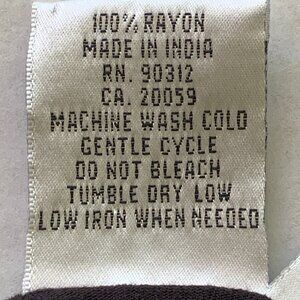 100% RAYON
MADE IN INDIA
RN. 90312
CA. 20059
MACHINE WASH COLD
GENTLE CYCLE
DO NOT BLEACH
TUMBLE DRY LOW
LOW IRON WHEN NEEDED